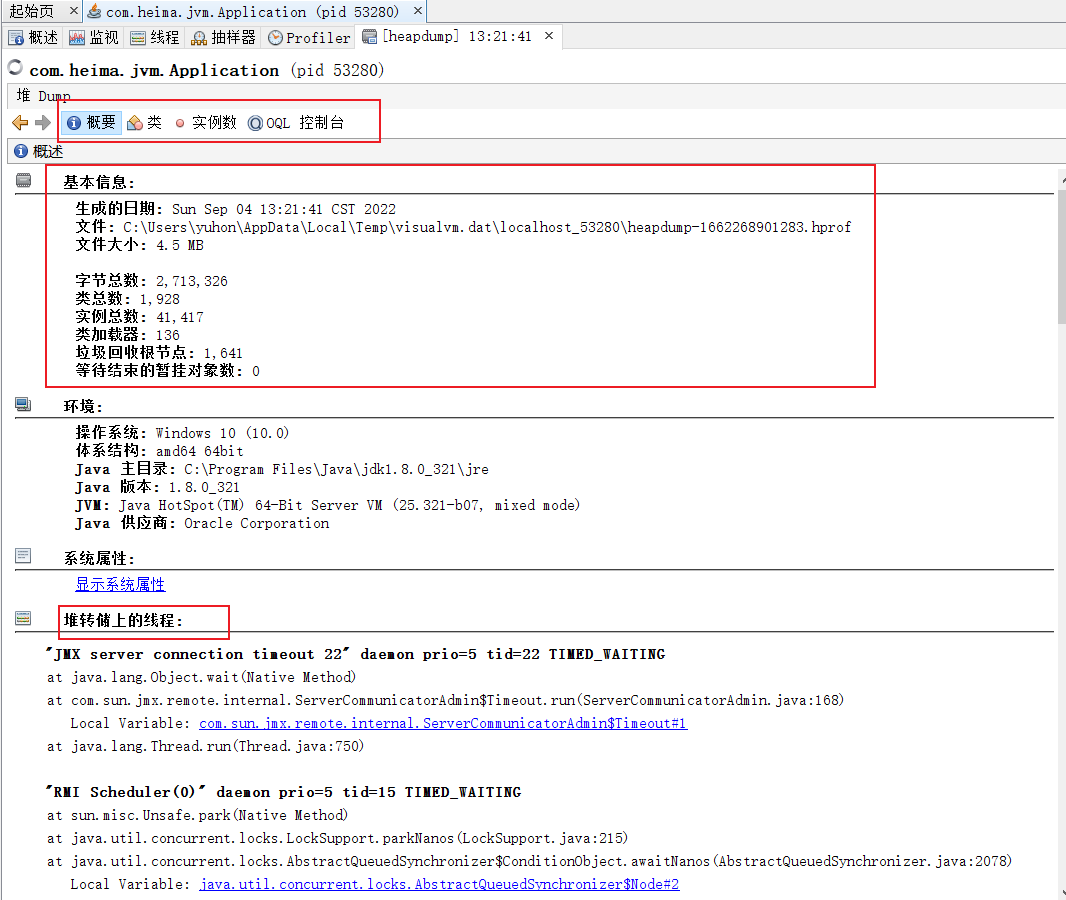 起始页 × com.heima.jvm.Application (pid 53280) ×
概述 监视 线程 抽样器 Profiler [heapdump] 13:21:41 ×
com.heima.jvm.Application (pid 53280)
堆 Dump
概要 类 实例数 OQL 控制台
概述
基本信息:
生成的日期: Sun Sep 04 13:21:41 CST 2022
文件: C:\Users\yuhon\AppData\Local\Temp\visualvm.dat\localhost_53280\heapdump-1662268901283.hprof
文件大小: 4.5 MB
字节总数: 2,713,326
类总数: 1,928
实例总数: 41,417
类加载器: 136
垃圾回收根节点: 1,641
等待结束的暂挂对象数: 0
环境:
操作系统: Windows 10 (10.0)
体系结构: amd64 64bit
Java 主目录: C:\Program Files\Java\jdk1.8.0_321\jre
Java 版本: 1.8.0_321
JVM: Java HotSpot(TM) 64-Bit Server VM (25.321-b07, mixed mode)
Java 供应商: Oracle Corporation
系统属性:
显示系统属性
堆转储上的线程:
"JMX server connection timeout 22" daemon prio=5 tid=22 TIMED_WAITING
at java.lang.Object.wait(Native Method)
at com.sun.jmx.remote.internal.ServerCommunicatorAdmin$Timeout.run(ServerCommunicatorAdmin.java:168)
Local Variable: com.sun.jmx.remote.internal.ServerCommunicatorAdmin$Timeout#1
at java.lang.Thread.run(Thread.java:750)
"RMI Scheduler(0)" daemon prio=5 tid=15 TIMED_WAITING
at sun.misc.Unsafe.park(Native Method)
at java.util.concurrent.locks.LockSupport.parkNanos(LockSupport.java:215)
at java.util.concurrent.locks.AbstractQueuedSynchronizer$ConditionObject.awaitNanos(AbstractQueuedSynchronizer.java:2078)
Local Variable: java.util.concurrent.locks.AbstractQueuedSynchronizer$Node#2